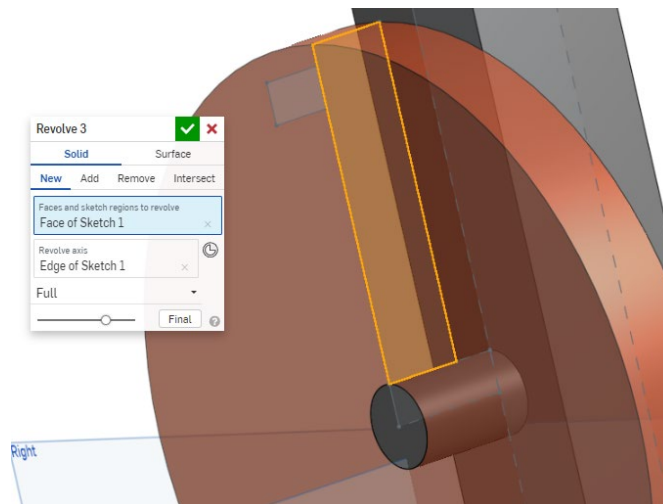 Revolve 3
Solid Surface
New Add Remove Intersect
Faces and sketch regions to revolve
Face of Sketch 1
Revolve axis
Edge of Sketch 1
Full
Final
Right